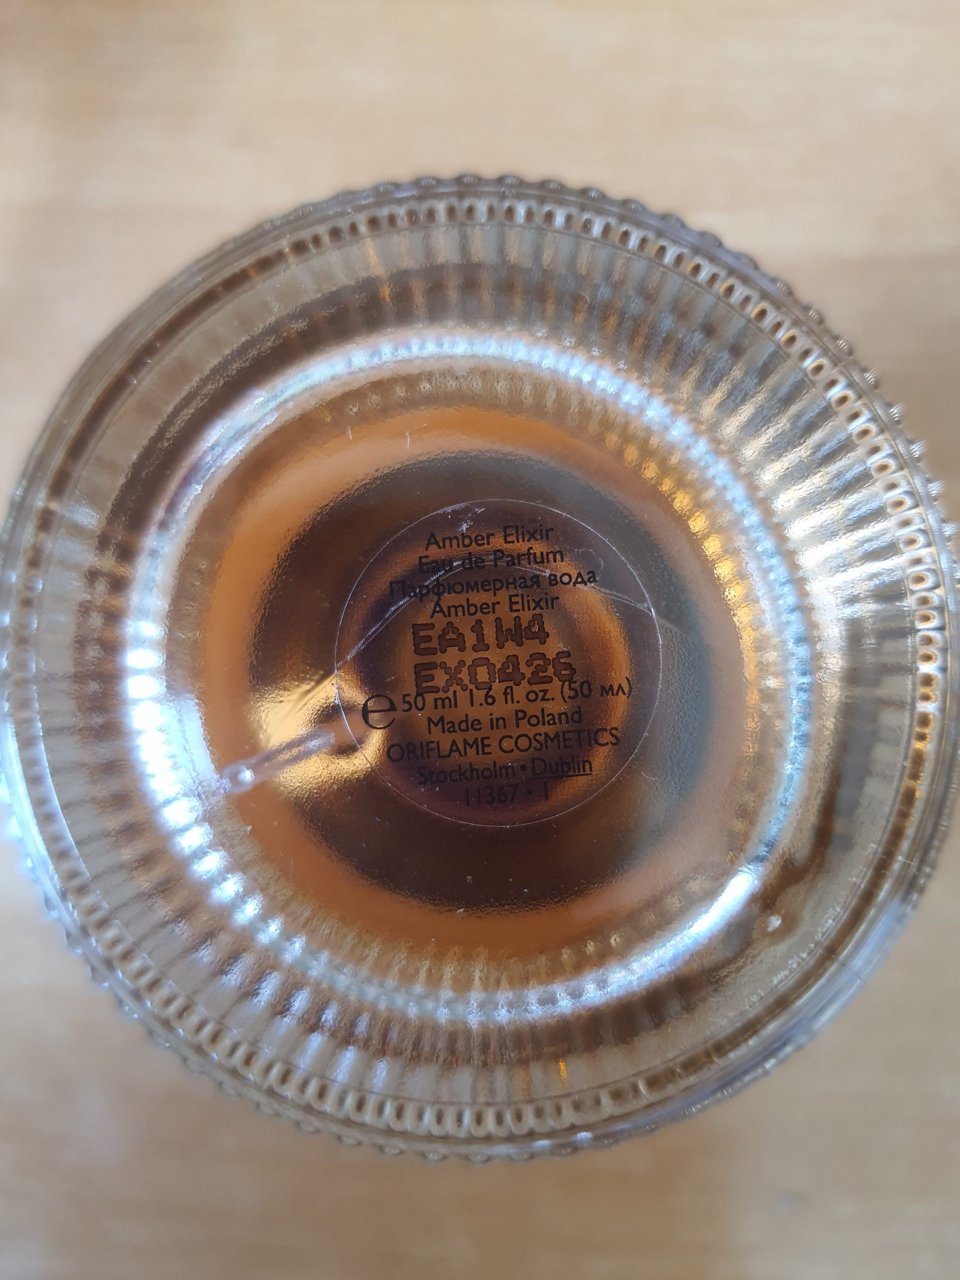 Amber Elixir
Eau de Parfum
Парфюмерная вода
Amber Elixir
EA1W4
EX0426
℮ 50 ml 1.6 fl. oz. (50 мл)
Made in Poland
ORIFLAME COSMETICS
Stockholm • Dublin
11367 • 1